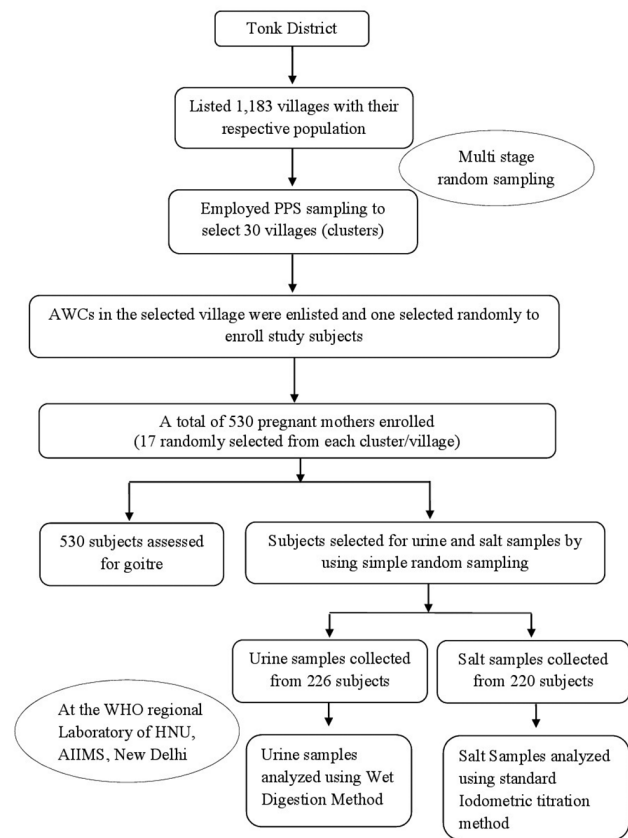 Tonk District
Listed 1,183 villages with their
respective population
Multi stage
random sampling
Employed PPS sampling to
select 30 villages (clusters)
AWCs in the selected village were enlisted and one selected randomly to
enroll study subjects
A total of 530 pregnant mothers enrolled
(17 randomly selected from each cluster/village)
530 subjects assessed
for goitre
Subjects selected for urine and salt samples by
using simple random sampling
Urine samples collected
from 226 subjects
Salt samples collected
from 220 subjects
At the WHO regional
Laboratory of HNU,
AIIMS, New Delhi
Urine samples
analyzed using Wet
Digestion Method
Salt Samples analyzed
using standard
Iodometric titration
method